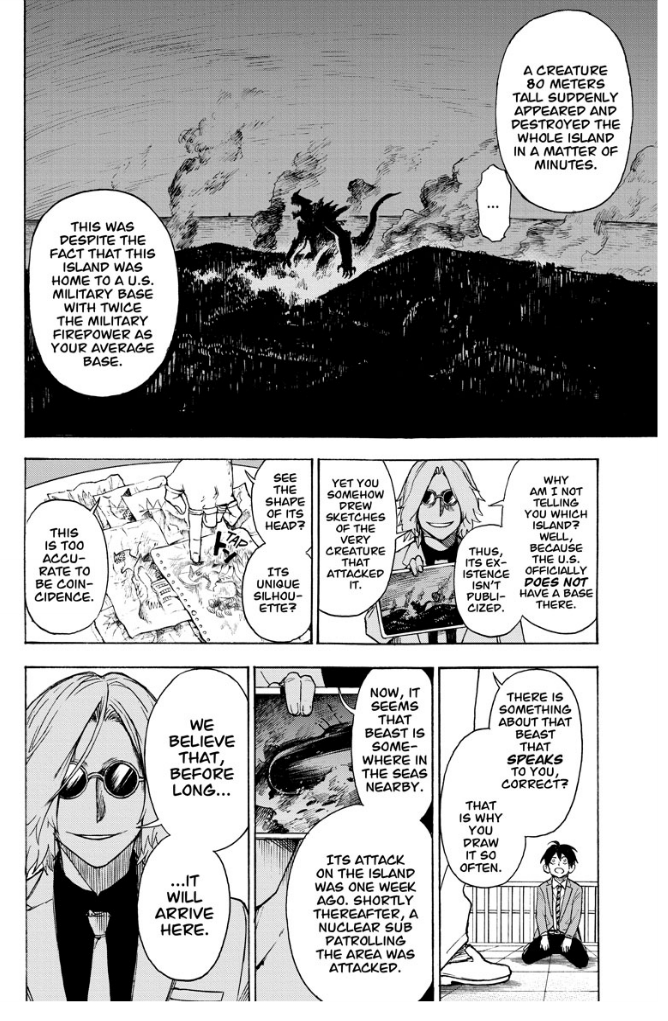 A CREATURE
80 METERS
TALL SUDDENLY
APPEARED AND
DESTROYED THE
WHOLE ISLAND
IN A MATTER OF
MINUTES.
...
THIS WAS
DESPITE THE
FACT THAT THIS
ISLAND WAS
HOME TO A U.S.
MILITARY BASE
WITH TWICE
THE MILITARY
FIREPOWER AS
YOUR AVERAGE
BASE.
WHY
AM I NOT
TELLING
YOU WHICH
ISLAND?
WELL,
BECAUSE
THE U.S.
OFFICIALLY
DOES NOT
HAVE A BASE
THERE.
THUS,
ITS EX-
ISTENCE
ISN'T
PUBLI-
CIZED.
YET YOU
SOMEHOW
DREW
SKETCHES
OF THE
VERY
CREATURE
THAT
ATTACKED
IT.
SEE
THE SHAPE
OF ITS
HEAD?
ITS
UNIQUE
SILHOU-
ETTE?
TAP
トン
THIS
IS TOO
ACCU-
RATE TO
BE COIN-
CIDENCE.
THERE IS
SOMETHING
ABOUT THAT
BEAST
THAT
SPEAKS
TO YOU,
CORRECT?
THAT
IS WHY
YOU
DRAW
IT SO
OFTEN.
NOW, IT
SEEMS
THAT
BEAST IS
SOME-
WHERE IN
THE SEAS
NEARBY.
ITS ATTACK
ON THE ISLAND
WAS ONE WEEK
AGO. SHORTLY
THEREAFTER, A
NUCLEAR SUB
PATROLLING
THE AREA WAS
ATTACKED.
WE
BELIEVE
THAT,
BEFORE
LONG...
...IT
WILL
ARRIVE
HERE.